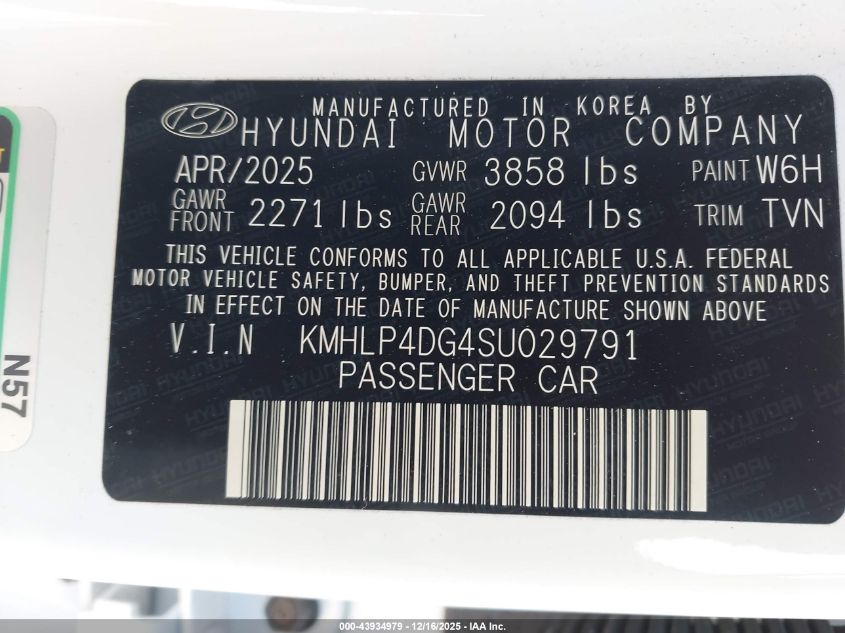 MANUFACTURED IN KOREA BY
HYUNDAI MOTOR COMPANY
APR/2025 GVWR 3858 lbs PAINT W6H
GAWR FRONT 2271 lbs GAWR REAR 2094 lbs TRIM TVN
THIS VEHICLE CONFORMS TO ALL APPLICABLE U.S.A. FEDERAL
MOTOR VEHICLE SAFETY, BUMPER, AND THEFT PREVENTION STANDARDS
IN EFFECT ON THE DATE OF MANUFACTURE SHOWN ABOVE
V.I.N KMHLP4DG4SU029791
PASSENGER CAR
N57
000-43934979 - 12/16/2025 - IAA Inc.